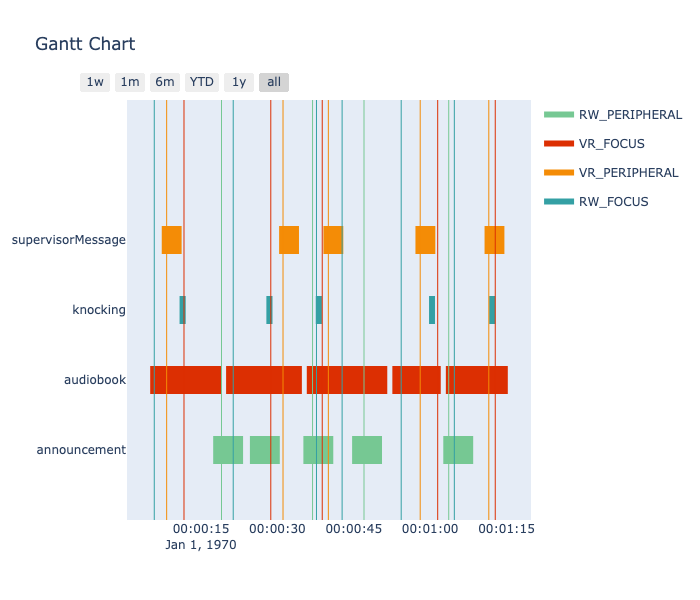 Gantt Chart
1w 1m 6m YTD 1y all
RW_PERIPHERAL
VR_FOCUS
VR_PERIPHERAL
RW_FOCUS
supervisorMessage
knocking
audiobook
announcement
00:00:15 00:00:30 00:00:45 00:01:00 00:01:15
Jan 1, 1970